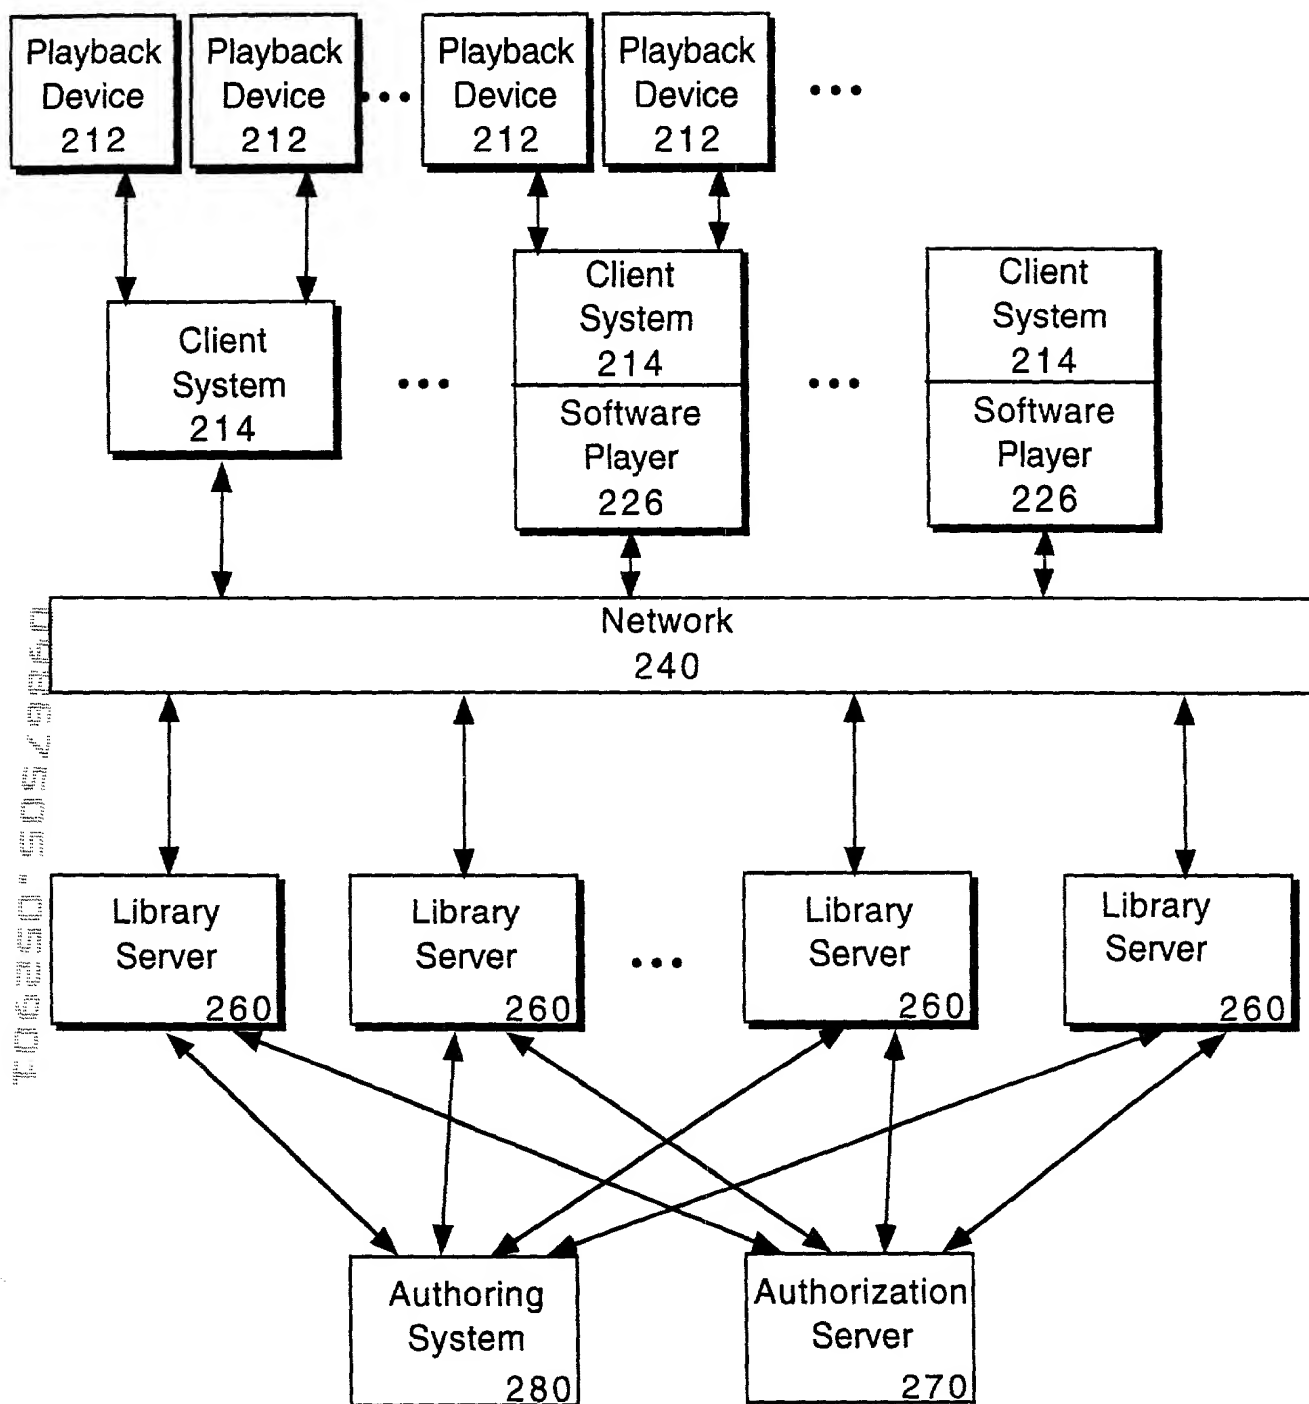 Playback
Device
212
Playback
Device
212
...
Playback
Device
212
Playback
Device
212
...
Client
System
214
...
Client
System
214
Software
Player
226
...
Client
System
214
Software
Player
226
Network
240
Library
Server
260
Library
Server
260
...
Library
Server
260
Library
Server
260
Authoring
System
280
Authorization
Server
270